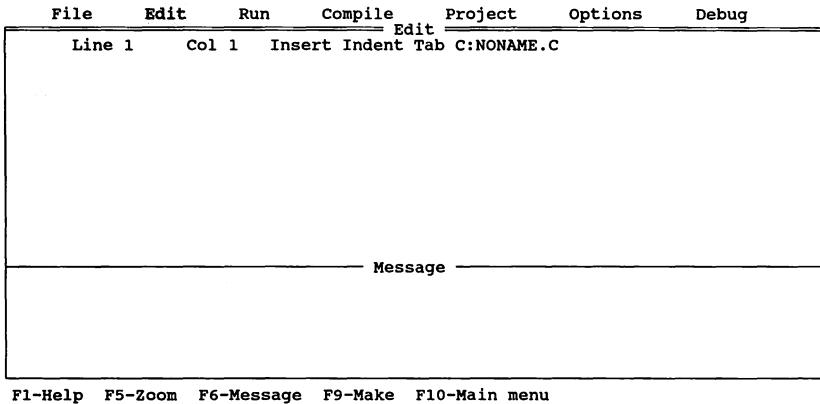 File Edit Run Compile Project Options Debug
Edit
Line 1 Col 1 Insert Indent Tab C:NONAME.C
Message
F1-Help F5-Zoom F6-Message F9-Make F10-Main menu